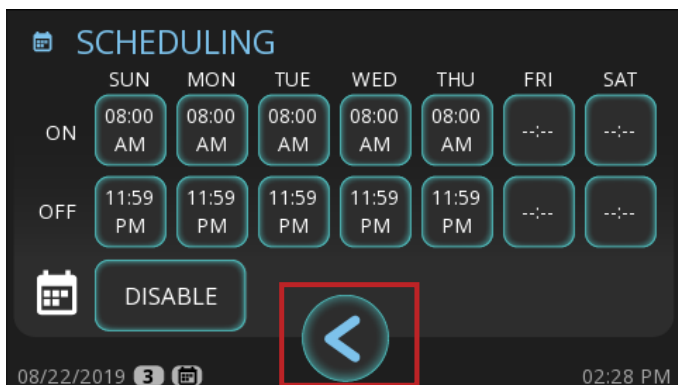 SCHEDULING
SUN MON TUE WED THU FRI SAT
ON 08:00 AM 08:00 AM 08:00 AM 08:00 AM 08:00 AM --:-- --:--
OFF 11:59 PM 11:59 PM 11:59 PM 11:59 PM 11:59 PM --:-- --:--
DISABLE
<
08/22/2019 3 02:28 PM